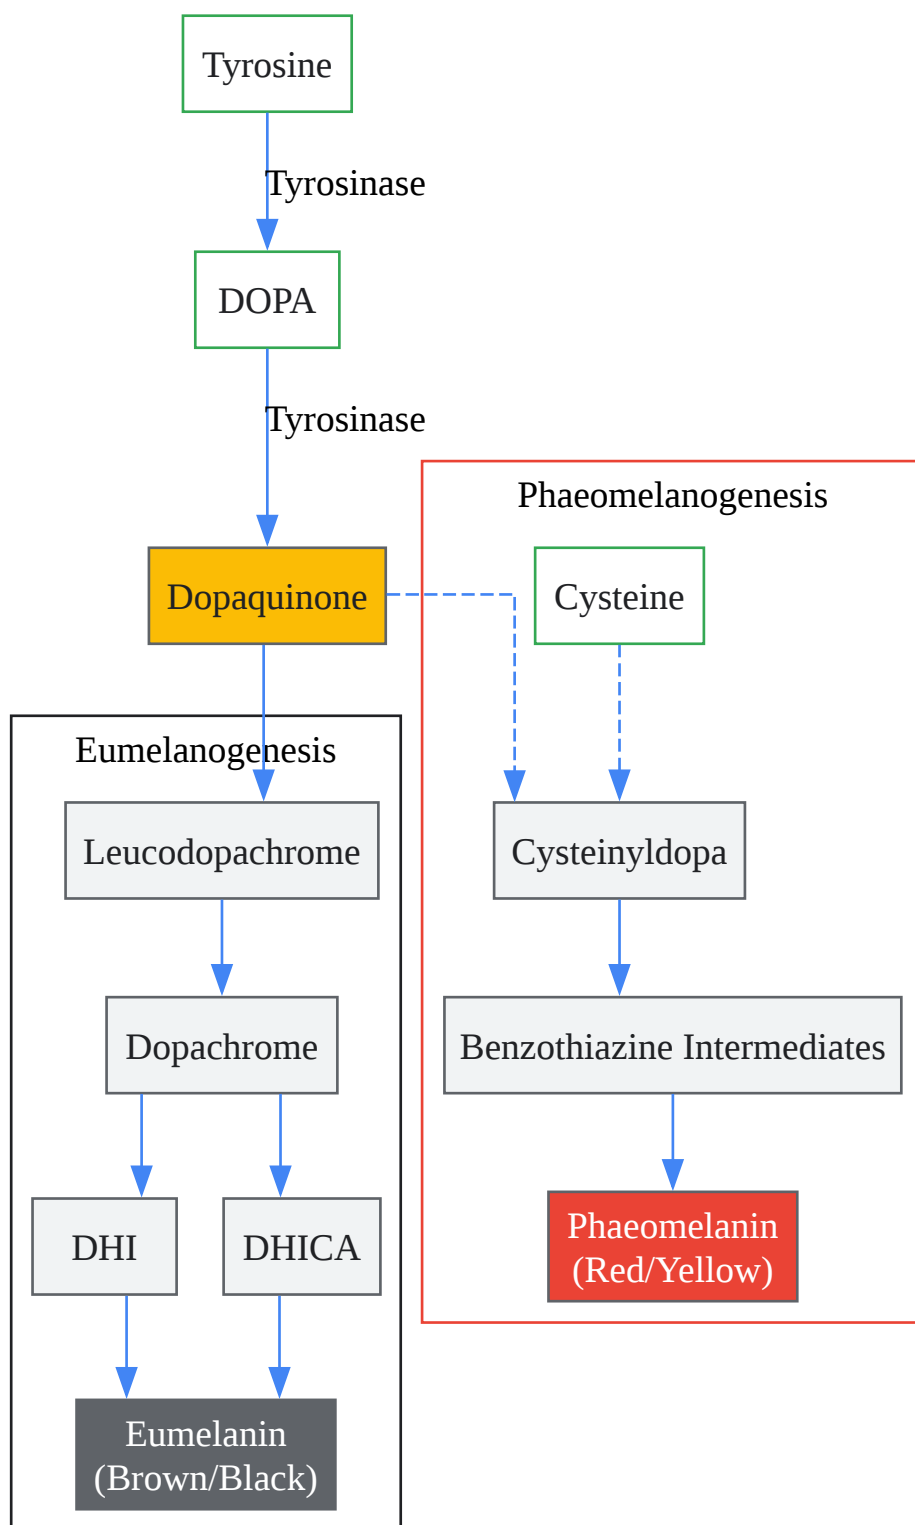 Tyrosine
Tyrosinase
DOPA
Tyrosinase
Phaeomelanogenesis
Dopaquinone
Cysteine
Eumelanogenesis
Leucodopachrome
Cysteinyldopa
Dopachrome
Benzothiazine Intermediates
DHI
DHICA
Phaeomelanin
(Red/Yellow)
Eumelanin
(Brown/Black)